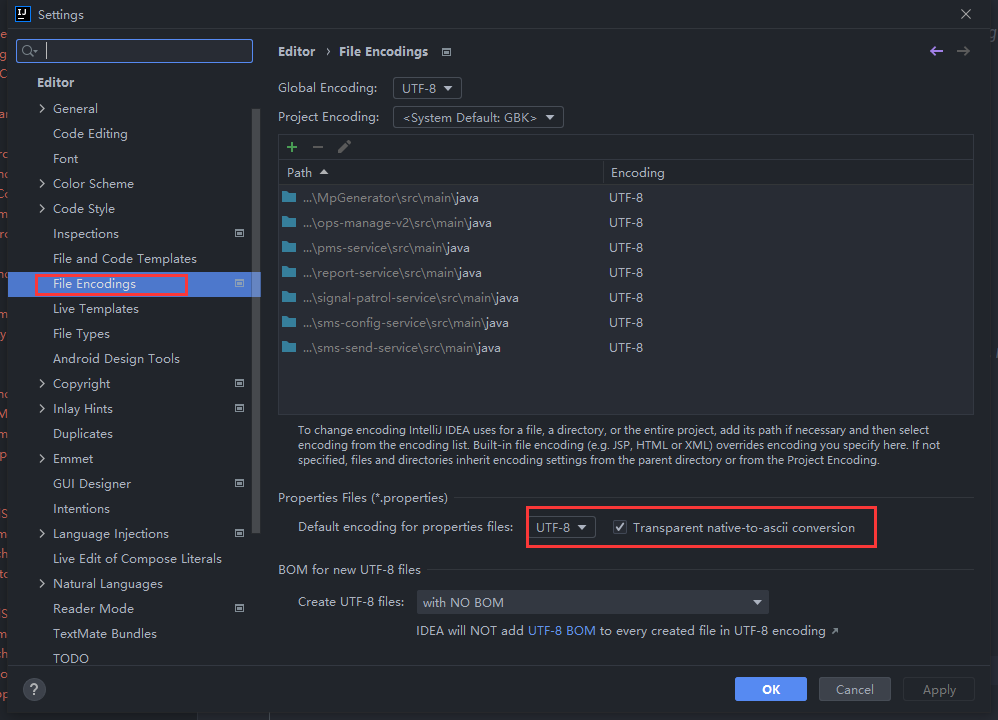 Settings
Editor › File Encodings
Editor
General
Code Editing
Font
Color Scheme
Code Style
Inspections
File and Code Templates
File Encodings
Live Templates
File Types
Android Design Tools
Copyright
Inlay Hints
Duplicates
Emmet
GUI Designer
Intentions
Language Injections
Live Edit of Compose Literals
Natural Languages
Reader Mode
TextMate Bundles
TODO
Global Encoding: UTF-8
Project Encoding: <System Default: GBK>
Path Encoding
...\MpGenerator\src\main\java UTF-8
...\ops-manage-v2\src\main\java UTF-8
...\pms-service\src\main\java UTF-8
...\report-service\src\main\java UTF-8
...\signal-patrol-service\src\main\java UTF-8
...\sms-config-service\src\main\java UTF-8
...\sms-send-service\src\main\java UTF-8
To change encoding IntelliJ IDEA uses for a file, a directory, or the entire project, add its path if necessary and then select
encoding from the encoding list. Built-in file encoding (e.g. JSP, HTML or XML) overrides encoding you specify here. If not
specified, files and directories inherit encoding settings from the parent directory or from the Project Encoding.
Properties Files (*.properties)
Default encoding for properties files: UTF-8 Transparent native-to-ascii conversion
BOM for new UTF-8 files
Create UTF-8 files: with NO BOM
IDEA will NOT add UTF-8 BOM to every created file in UTF-8 encoding ↗
? OK Cancel Apply